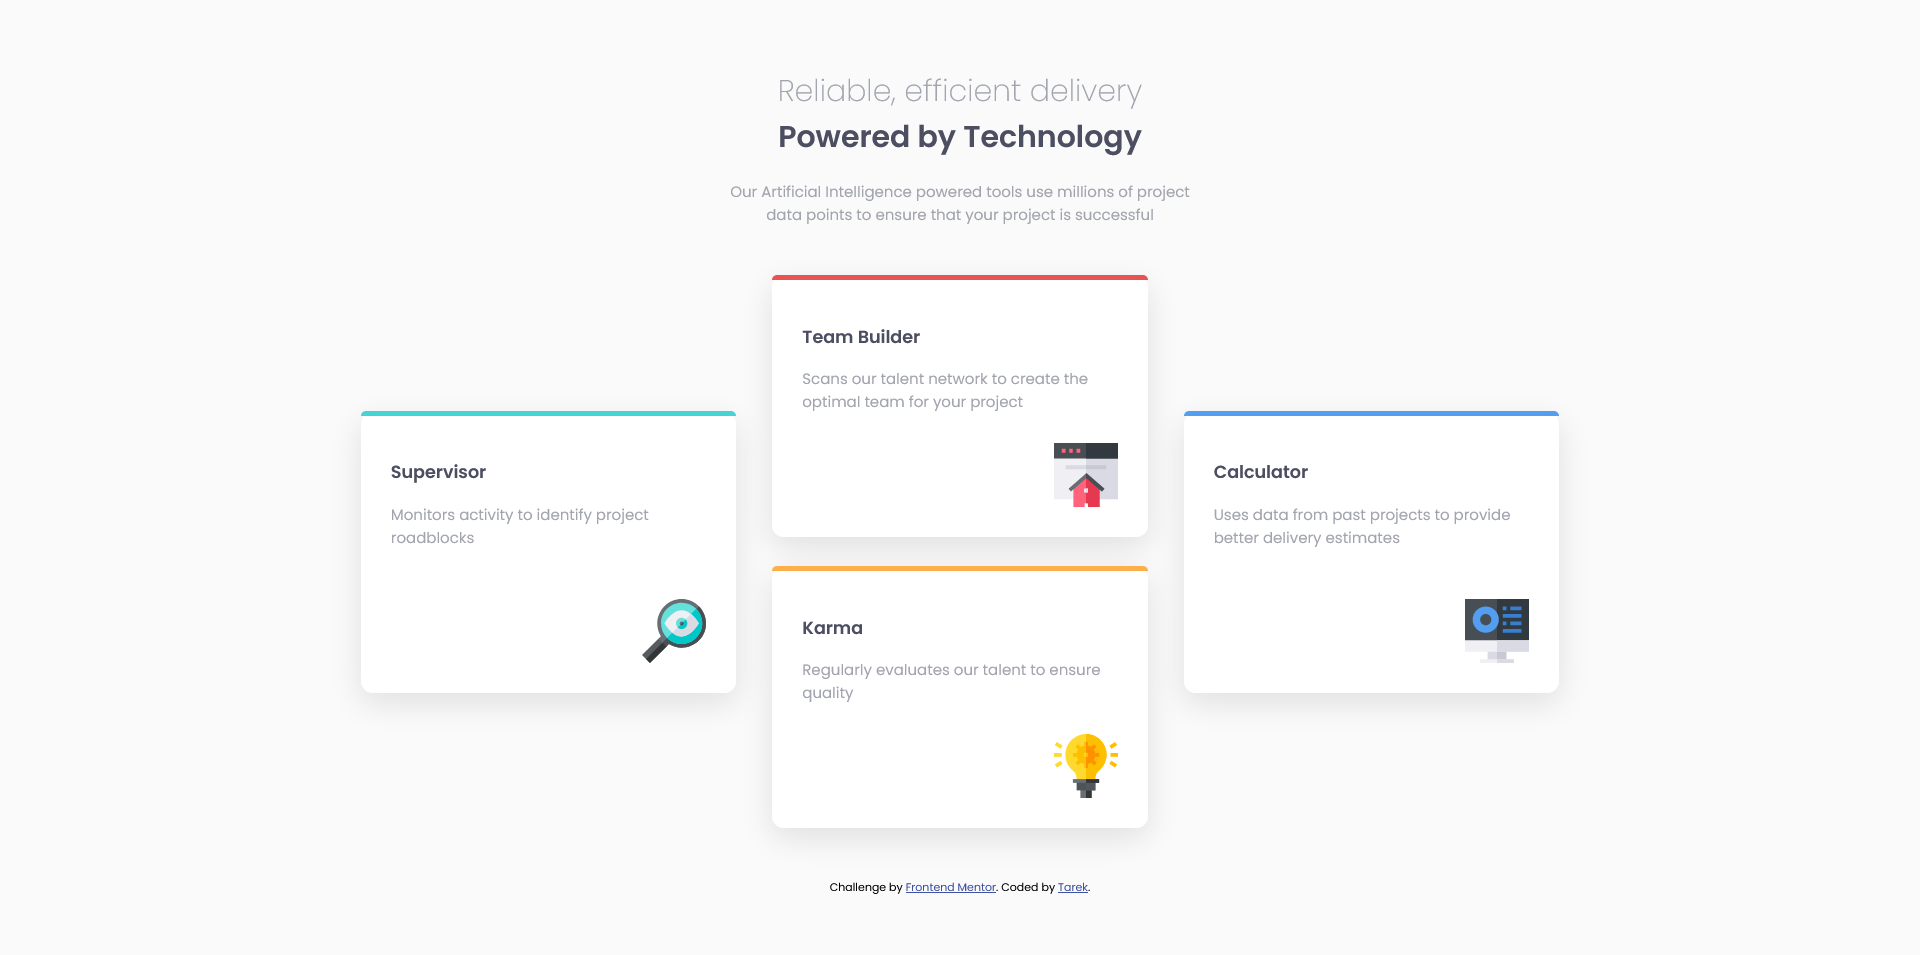 Reliable, efficient delivery
Powered by Technology
Our Artificial Intelligence powered tools use millions of project
data points to ensure that your project is successful
Supervisor
Monitors activity to identify project
roadblocks
Team Builder
Scans our talent network to create the
optimal team for your project
Karma
Regularly evaluates our talent to ensure
quality
Calculator
Uses data from past projects to provide
better delivery estimates
Challenge by Frontend Mentor. Coded by Tarek.